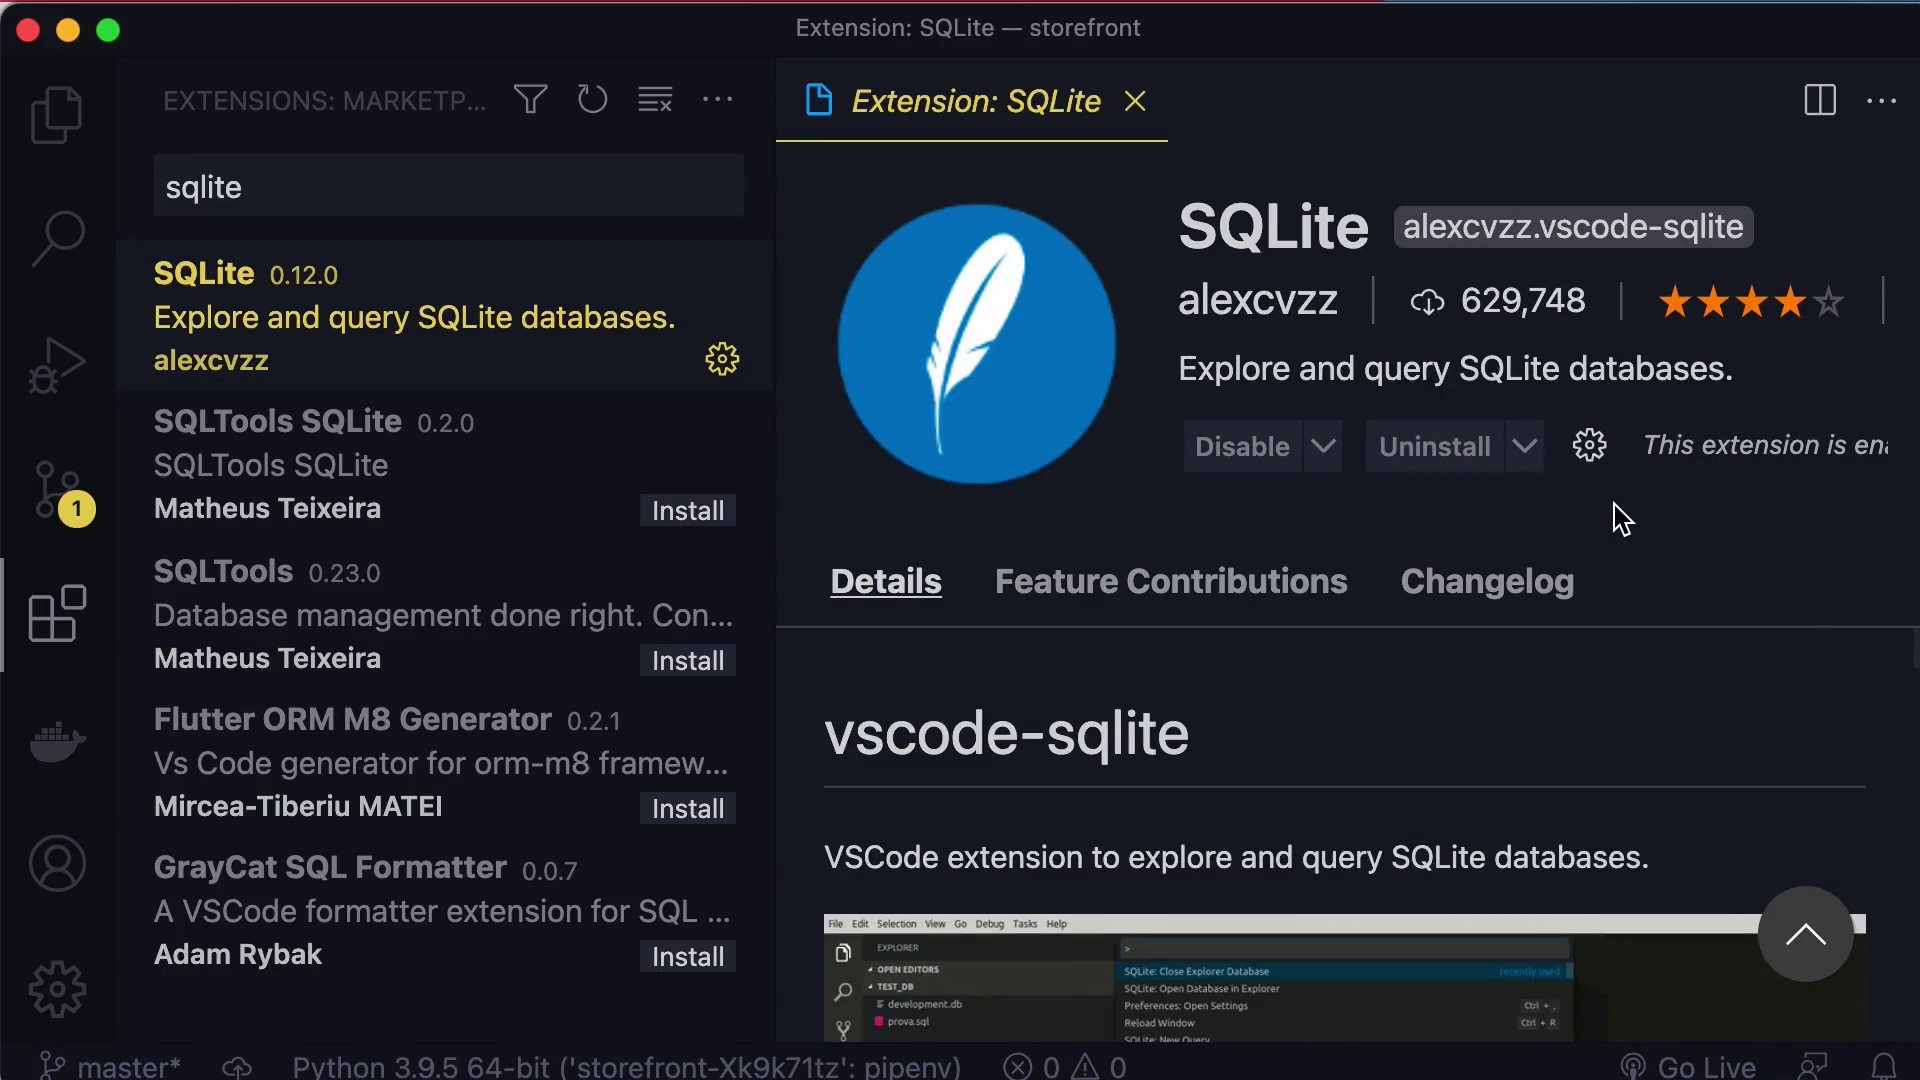 Extension: SQLite — storefront
EXTENSIONS: MARKETP...
Extension: SQLite
sqlite
SQLite 0.12.0
Explore and query SQLite databases.
alexcvzz
SQLTools SQLite 0.2.0
SQLTools SQLite
Matheus Teixeira
Install
SQLTools 0.23.0
Database management done right. Con...
Matheus Teixeira
Install
Flutter ORM M8 Generator 0.2.1
Vs Code generator for orm-m8 framew...
Mircea-Tiberiu MATEI
Install
GrayCat SQL Formatter 0.0.7
A VSCode formatter extension for SQL ...
Adam Rybak
Install
1
SQLite alexcvzz.vscode-sqlite
alexcvzz 629,748
Explore and query SQLite databases.
Disable Uninstall This extension is ena
Details Feature Contributions Changelog
vscode-sqlite
VSCode extension to explore and query SQLite databases.
File Edit Selection View Go Debug Tasks Help
EXPLORER
OPEN EDITORS
TEST_DB
development.db
prova.sql
>
SQLite: Close Explorer Database recently used
SQLite: Open Database in Explorer
Preferences: Open Settings Ctrl + ,
Reload Window Ctrl + R
SQLite: New Query
master* Python 3.9.5 64-bit ('storefront-Xk9k71tz': pipenv) 0 0 Go Live